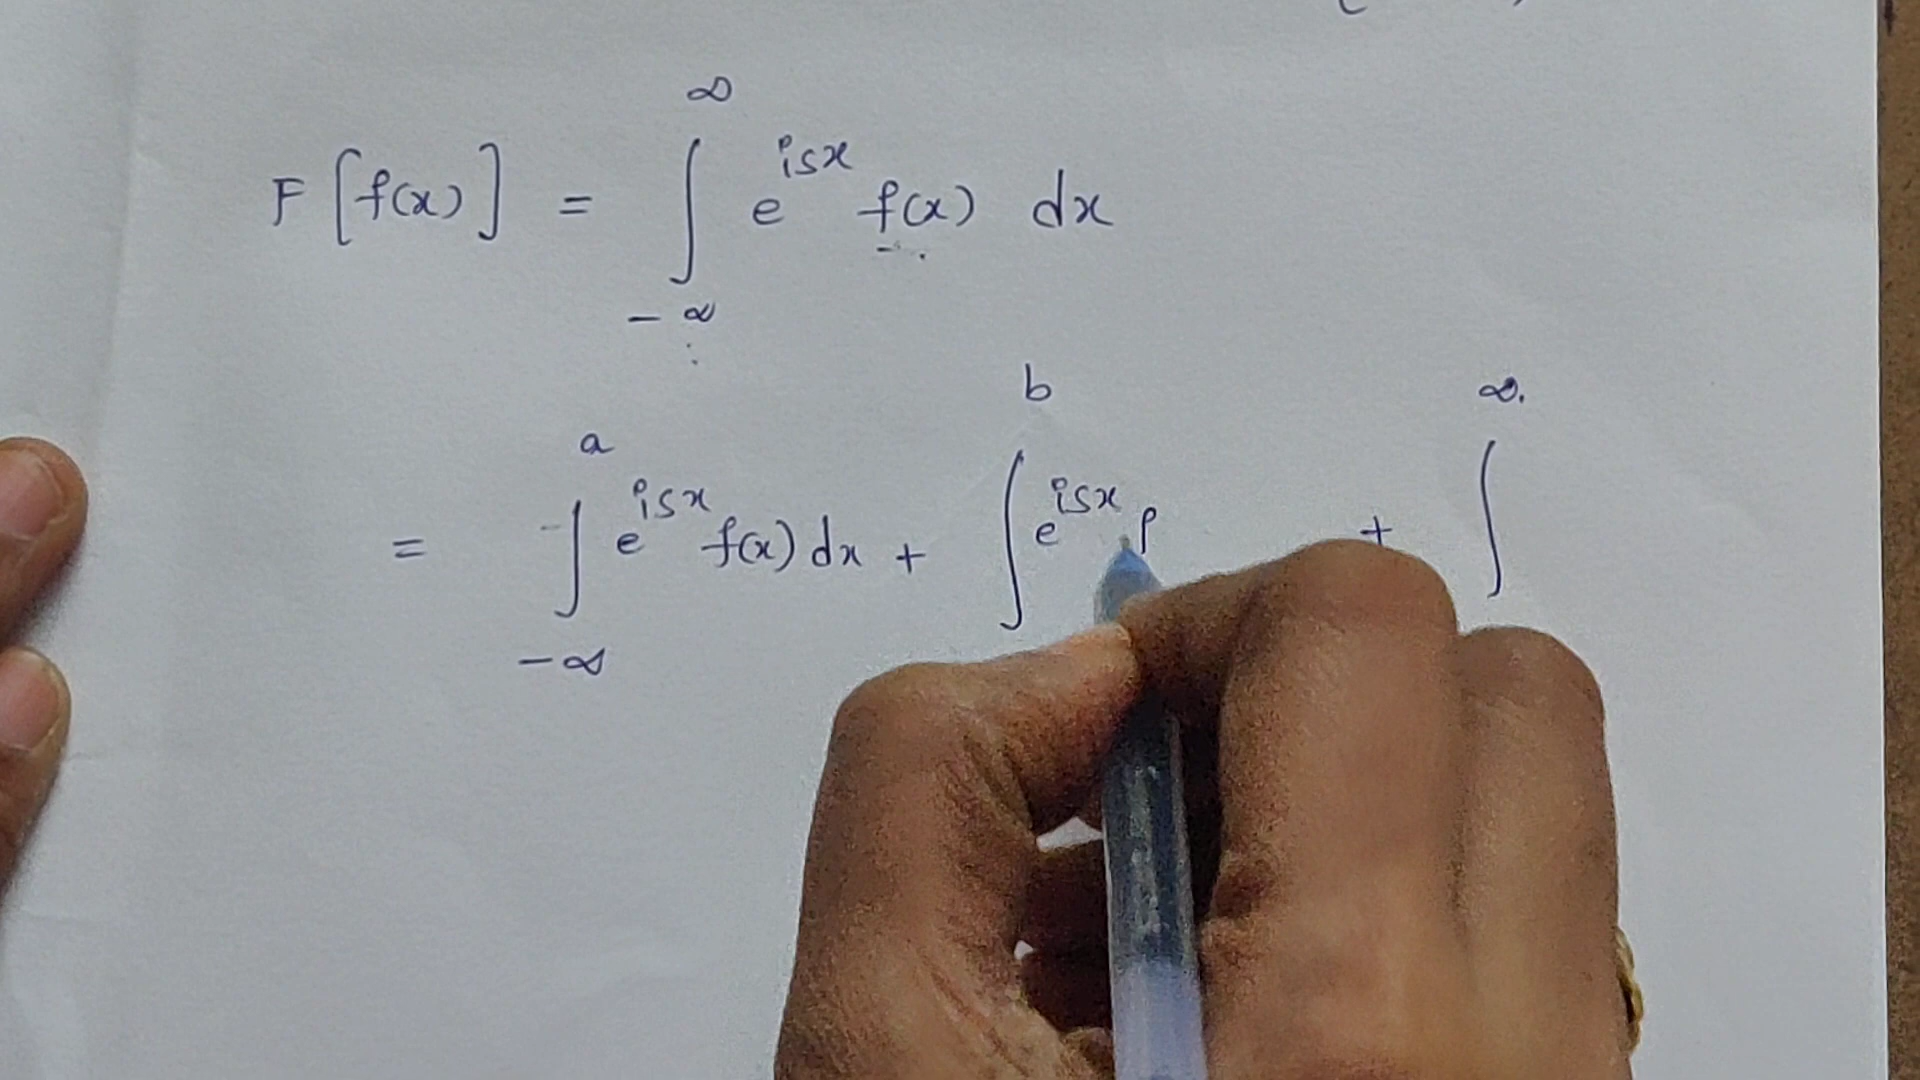 F [f(x)] = ∫_{-∞}^{∞} e^{isx} f(x) dx
= ∫_{-∞}^{a} e^{isx} f(x) dx + ∫^{b} e^{isx} + ∫^{∞.}